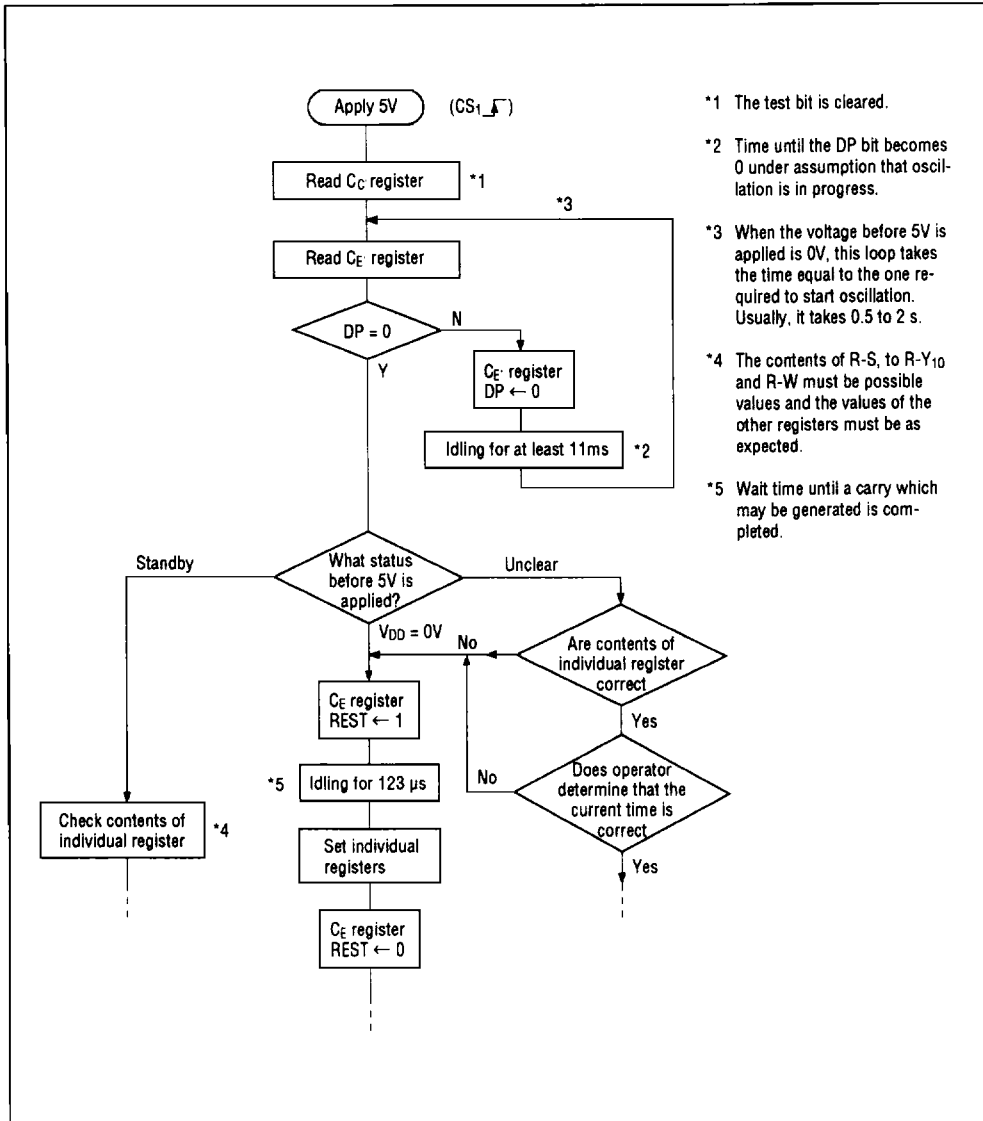 Apply 5V
(CS1 )
Read CC' register
*1
*3
Read CE' register
DP = 0
N
Y
CE' register
DP ← 0
Idling for at least 11ms
*2
What status
before 5V is
applied?
Standby
Unclear
VDD = 0V
No
Are contents of
individual register
correct
Yes
CE register
REST ← 1
*5
Idling for 123 µs
No
Does operator
determine that the
current time is
correct
Yes
Check contents of
individual register
*4
Set individual
registers
CE register
REST ← 0
*1 The test bit is cleared.
*2 Time until the DP bit becomes
0 under assumption that oscil-
lation is in progress.
*3 When the voltage before 5V is
applied is 0V, this loop takes
the time equal to the one re-
quired to start oscillation.
Usually, it takes 0.5 to 2 s.
*4 The contents of R-S, to R-Y10
and R-W must be possible
values and the values of the
other registers must be as
expected.
*5 Wait time until a carry which
may be generated is com-
pleted.